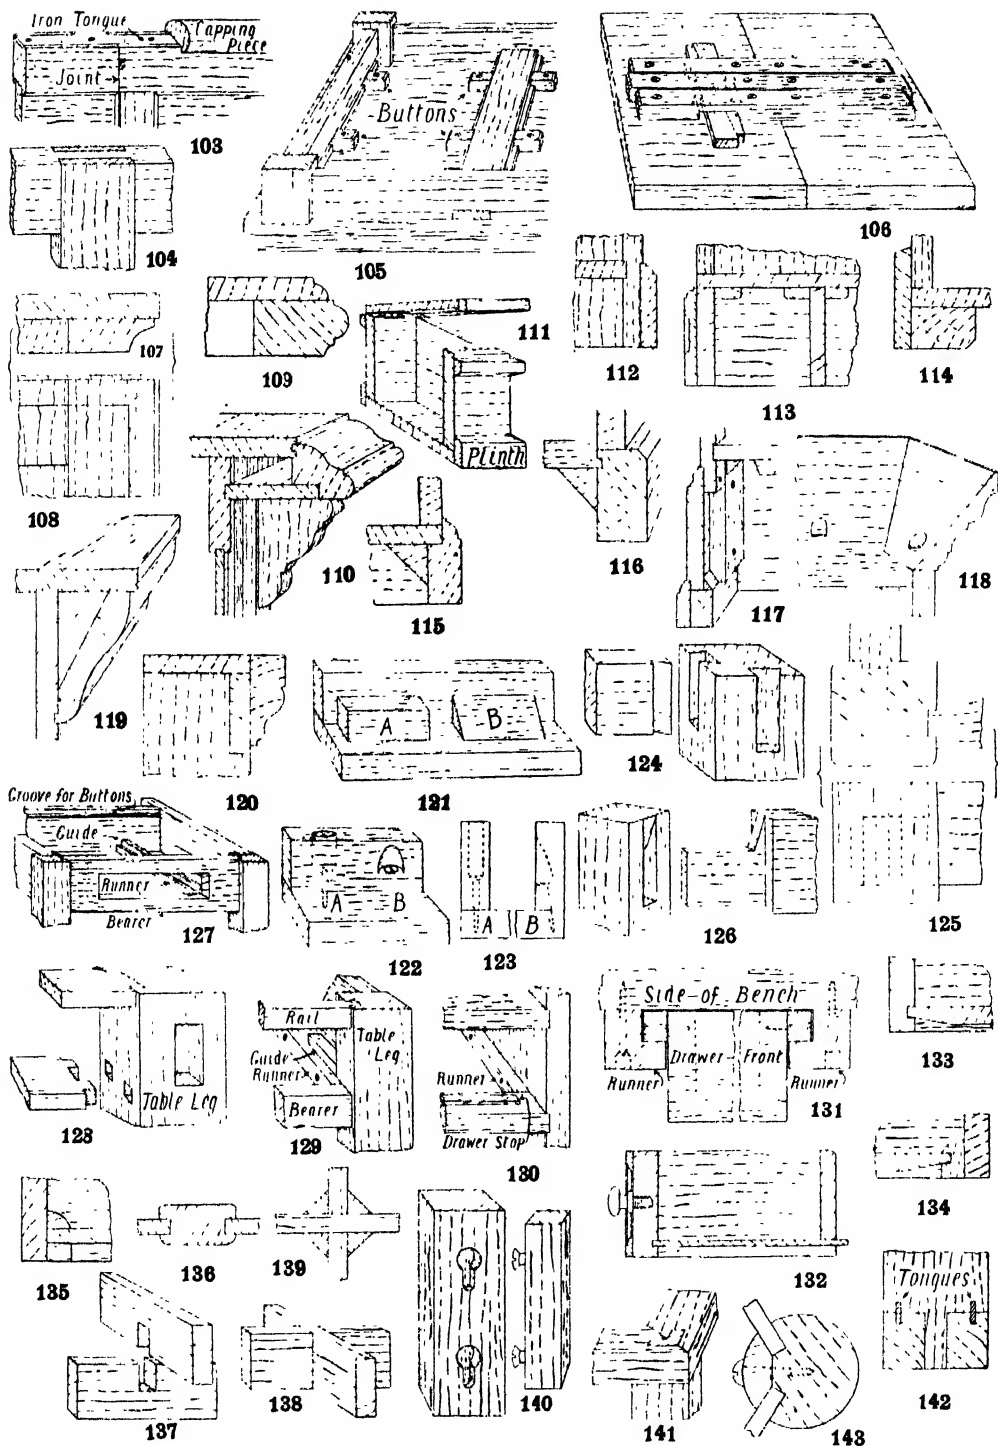 Iron Tongue
Capping
Piece
Joint
103
104
Buttons
105
106
107
108
109
110
111
Plinth
112
113
114
115
116
117
118
119
120
A
B
121
124
125
Groove for Buttons
Guide
Runner
Bearer
127
A
B
122
A
B
123
126
Table Leg
128
Rail
Table
Leg
Guide
Runner
Bearer
129
Runner
Drawer Stop
130
Side of Bench
Drawer
Front
Runner
Runner
131
133
134
132
135
136
139
137
138
140
141
143
Tongues
142